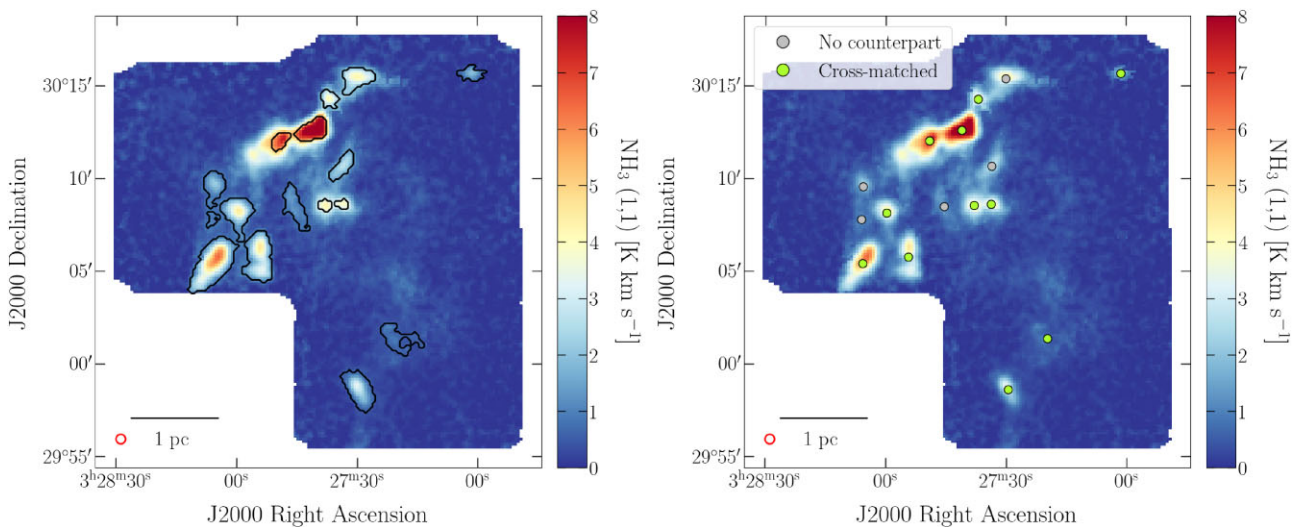 8
7
6
5
4
3
2
1
0
NH₃ (1,1) [K km s⁻¹]
30°15′
10′
05′
00′
29°55′
J2000 Declination
1 pc
3ʰ28ᵐ30ˢ
00ˢ
27ᵐ30ˢ
00ˢ
J2000 Right Ascension
No counterpart
Cross-matched
8
7
6
5
4
3
2
1
0
NH₃ (1,1) [K km s⁻¹]
30°15′
10′
05′
00′
29°55′
J2000 Declination
1 pc
3ʰ28ᵐ30ˢ
00ˢ
27ᵐ30ˢ
00ˢ
J2000 Right Ascension